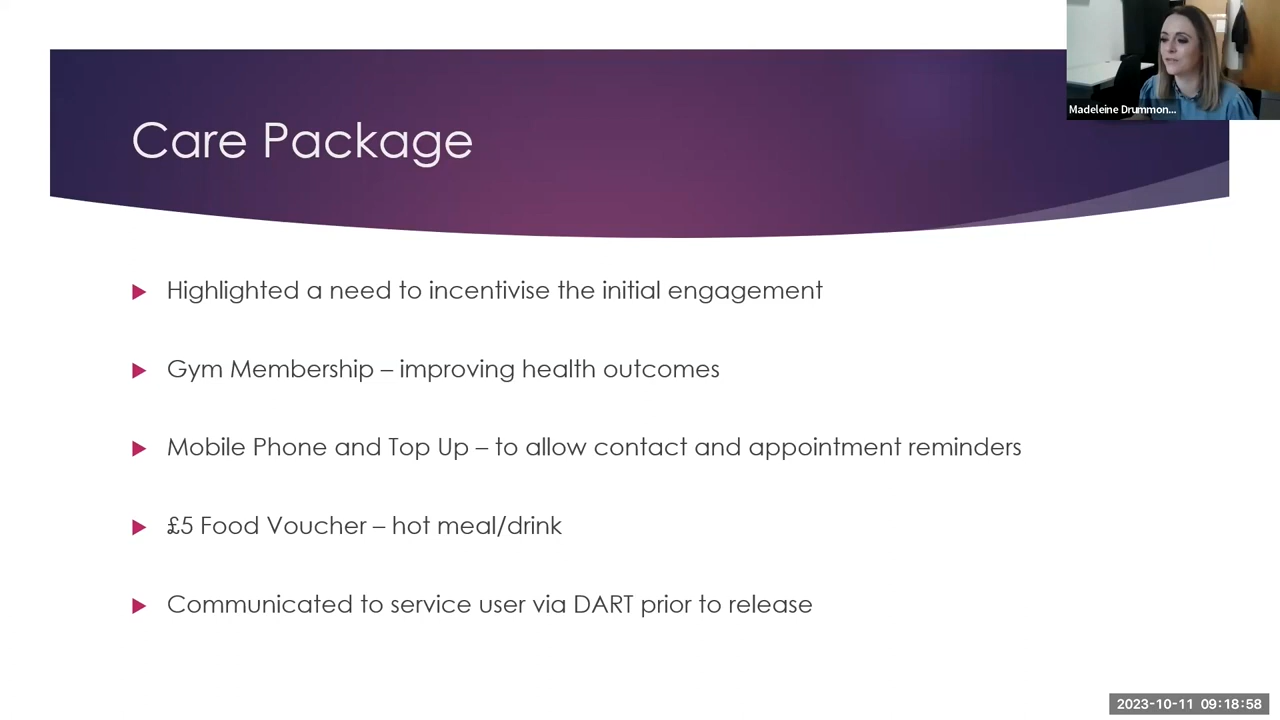 Madeleine Drummon...
Care Package
Highlighted a need to incentivise the initial engagement
Gym Membership – improving health outcomes
Mobile Phone and Top Up – to allow contact and appointment reminders
£5 Food Voucher – hot meal/drink
Communicated to service user via DART prior to release
2023-10-11 09:18:58